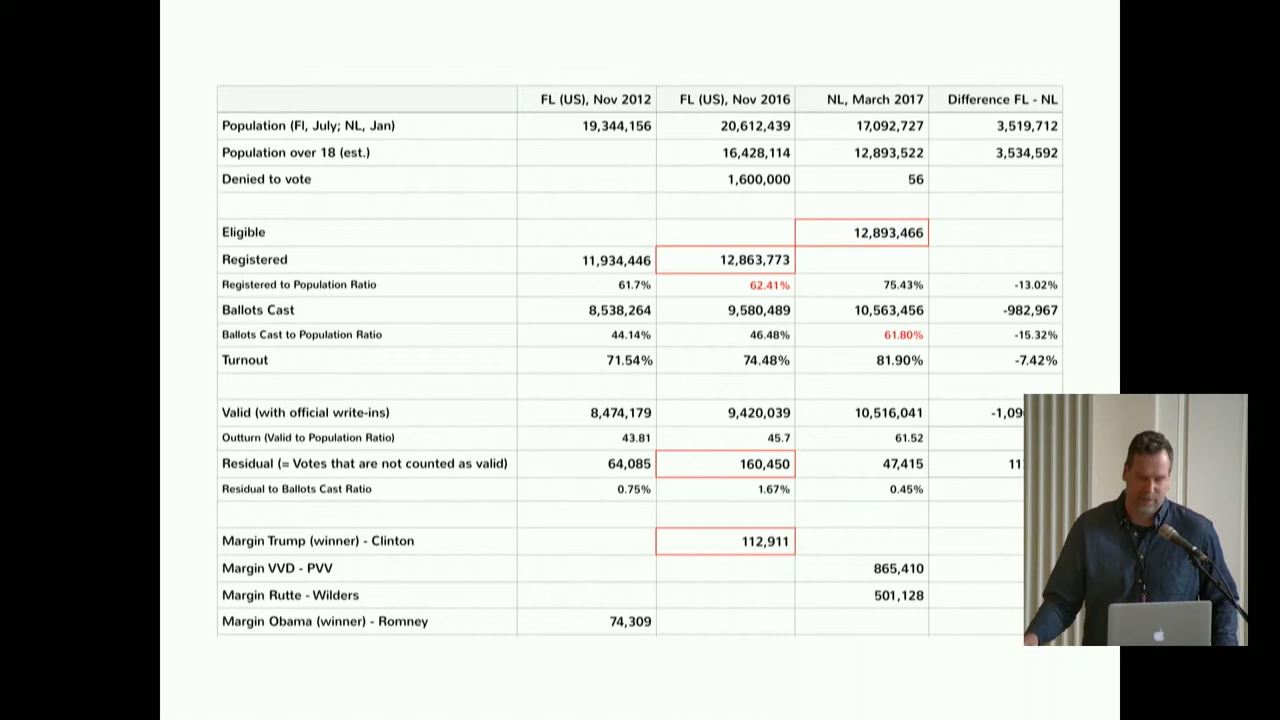 FL (US), Nov 2012 FL (US), Nov 2016 NL, March 2017 Difference FL - NL
Population (Fl, July; NL, Jan) 19,344,156 20,612,439 17,092,727 3,519,712
Population over 18 (est.) 16,428,114 12,893,522 3,534,592
Denied to vote 1,600,000 56
Eligible 12,893,466
Registered 11,934,446 12,863,773
Registered to Population Ratio 61.7% 62.41% 75.43% -13.02%
Ballots Cast 8,538,264 9,580,489 10,563,456 -982,967
Ballots Cast to Population Ratio 44.14% 46.48% 61.80% -15.32%
Turnout 71.54% 74.48% 81.90% -7.42%
Valid (with official write-ins) 8,474,179 9,420,039 10,516,041 -1,09
Outturn (Valid to Population Ratio) 43.81 45.7 61.52
Residual (= Votes that are not counted as valid) 64,085 160,450 47,415 11
Residual to Ballots Cast Ratio 0.75% 1.67% 0.45%
Margin Trump (winner) - Clinton 112,911
Margin VVD - PVV 865,410
Margin Rutte - Wilders 501,128
Margin Obama (winner) - Romney 74,309